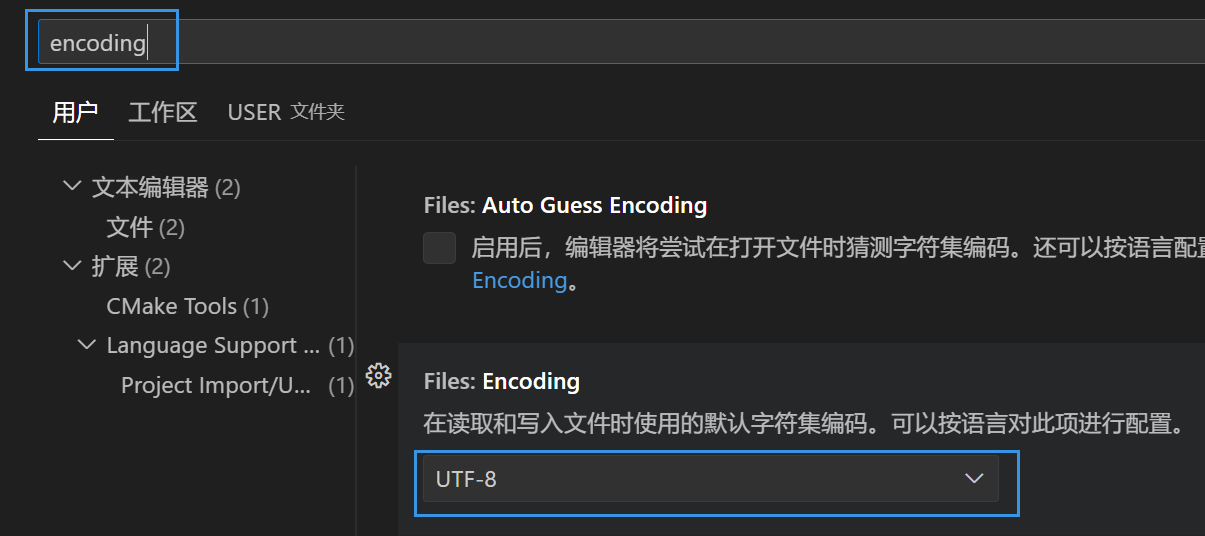 encoding
用户 工作区 USER 文件夹
文本编辑器 (2)
文件 (2)
扩展 (2)
CMake Tools (1)
Language Support ... (1)
Project Import/U... (1)
Files: Auto Guess Encoding
启用后，编辑器将尝试在打开文件时猜测字符集编码。还可以按语言配置
Encoding。
Files: Encoding
在读取和写入文件时使用的默认字符集编码。可以按语言对此项进行配置。
UTF-8